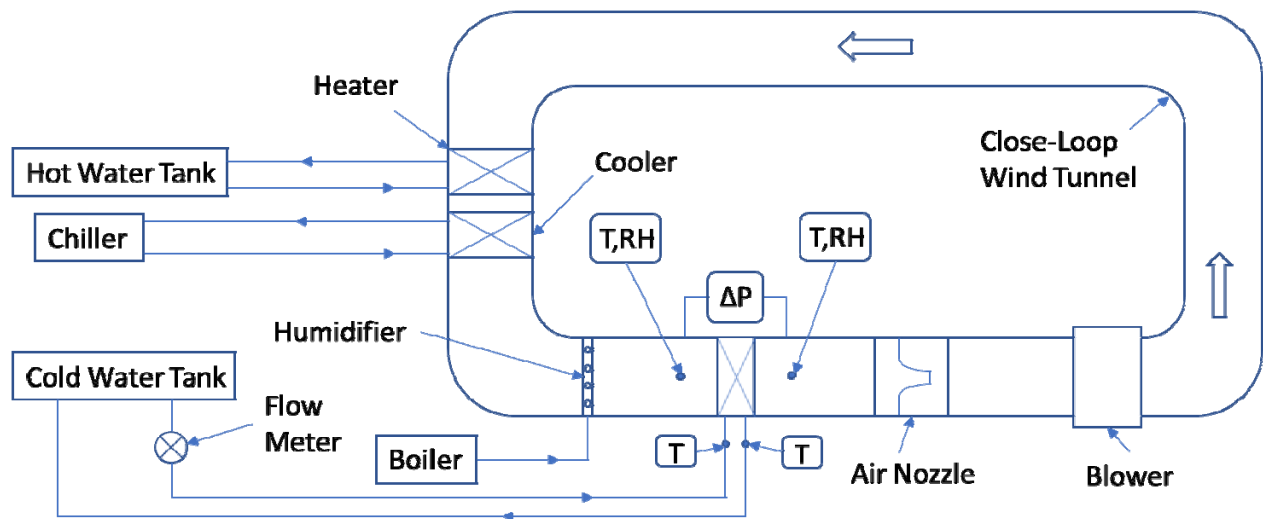 Heater
Close-Loop
Wind Tunnel
Hot Water Tank
Cooler
Chiller
T,RH
T,RH
ΔP
Humidifier
Cold Water Tank
Flow
Meter
Boiler
T
T
Air Nozzle
Blower